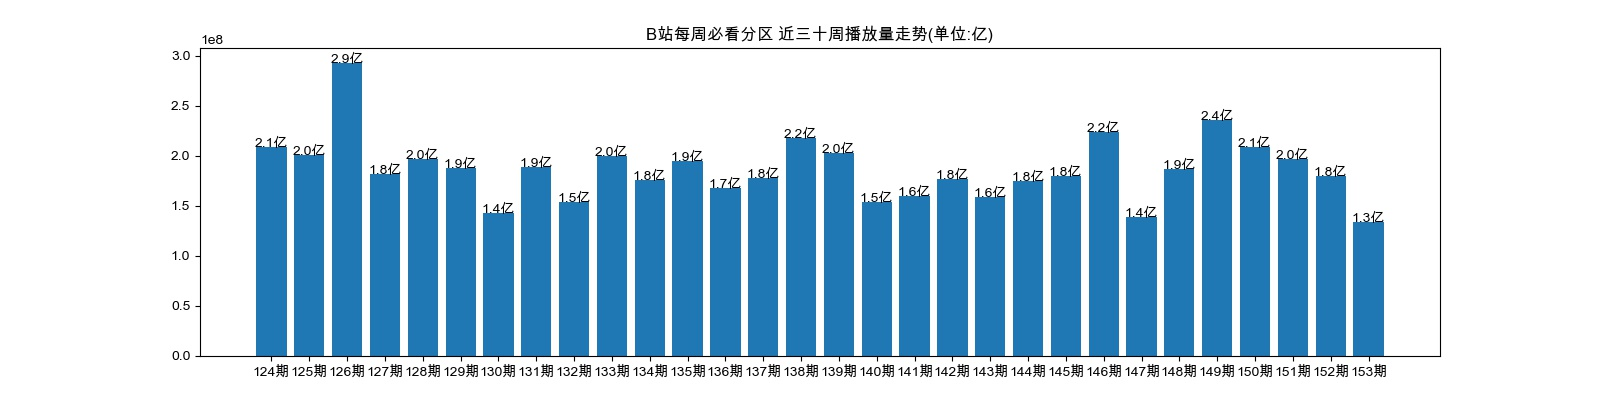 B站每周必看分区 近三十周播放量走势(单位:亿)
1e8
3.0
2.5
2.0
1.5
1.0
0.5
0.0
2.1亿 2.0亿 2.9亿 1.8亿 2.0亿 1.9亿 1.4亿 1.9亿 1.5亿 2.0亿 1.8亿 1.9亿 1.7亿 1.8亿 2.2亿 2.0亿 1.5亿 1.6亿 1.8亿 1.6亿 1.8亿 1.8亿 2.2亿 1.4亿 1.9亿 2.4亿 2.1亿 2.0亿 1.8亿 1.3亿
124期 125期 126期 127期 128期 129期 130期 131期 132期 133期 134期 135期 136期 137期 138期 139期 140期 141期 142期 143期 144期 145期 146期 147期 148期 149期 150期 151期 152期 153期